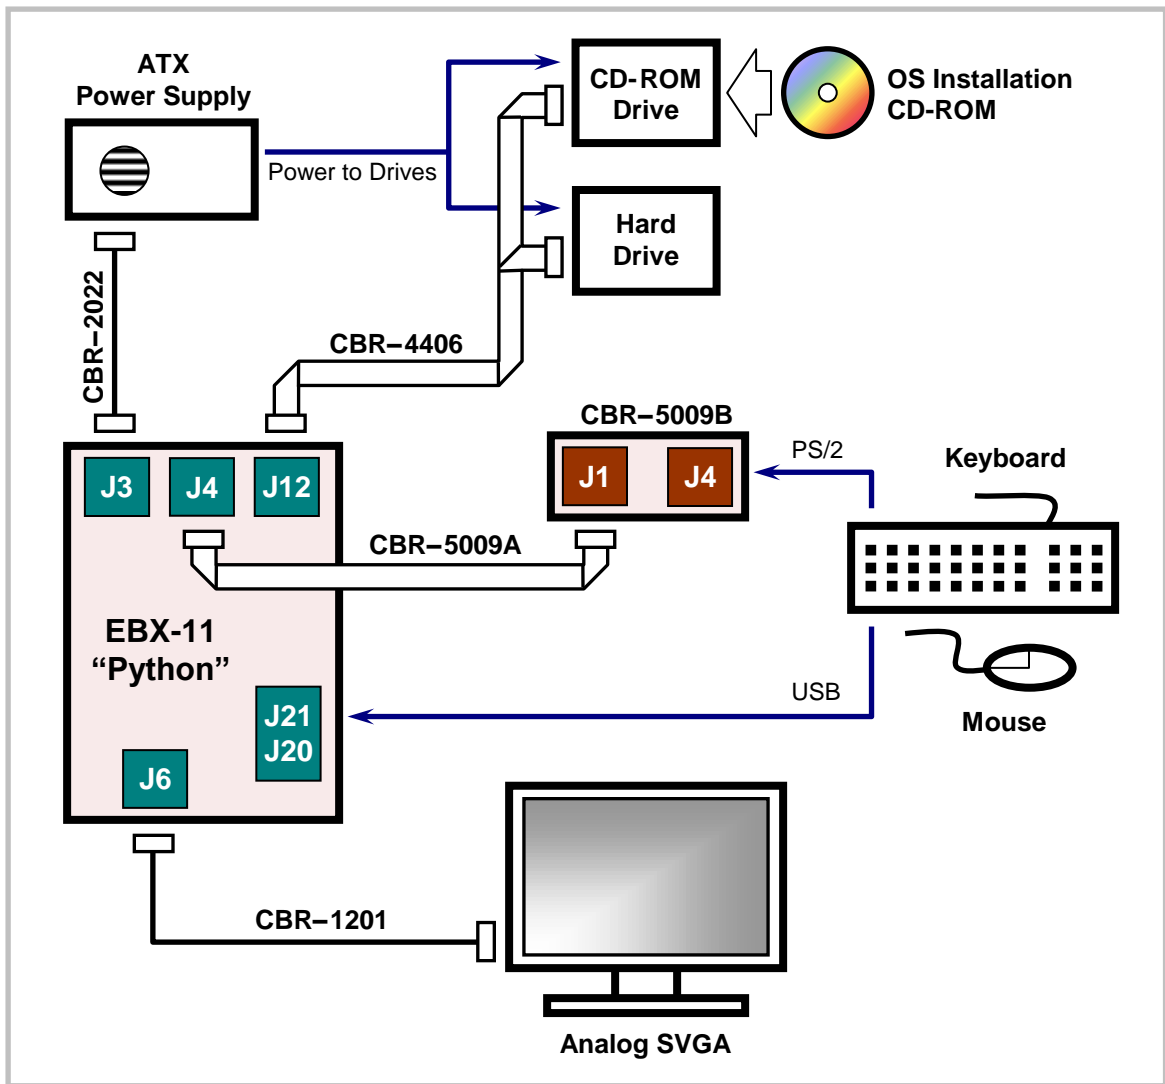 ATX
Power Supply
CD-ROM
Drive
OS Installation
CD-ROM
Power to Drives
Hard
Drive
CBR–2022
CBR–4406
CBR–5009B
J3
J4
J12
J1
J4
PS/2
Keyboard
CBR–5009A
EBX-11
“Python”
J21
J20
USB
Mouse
J6
CBR–1201
Analog SVGA